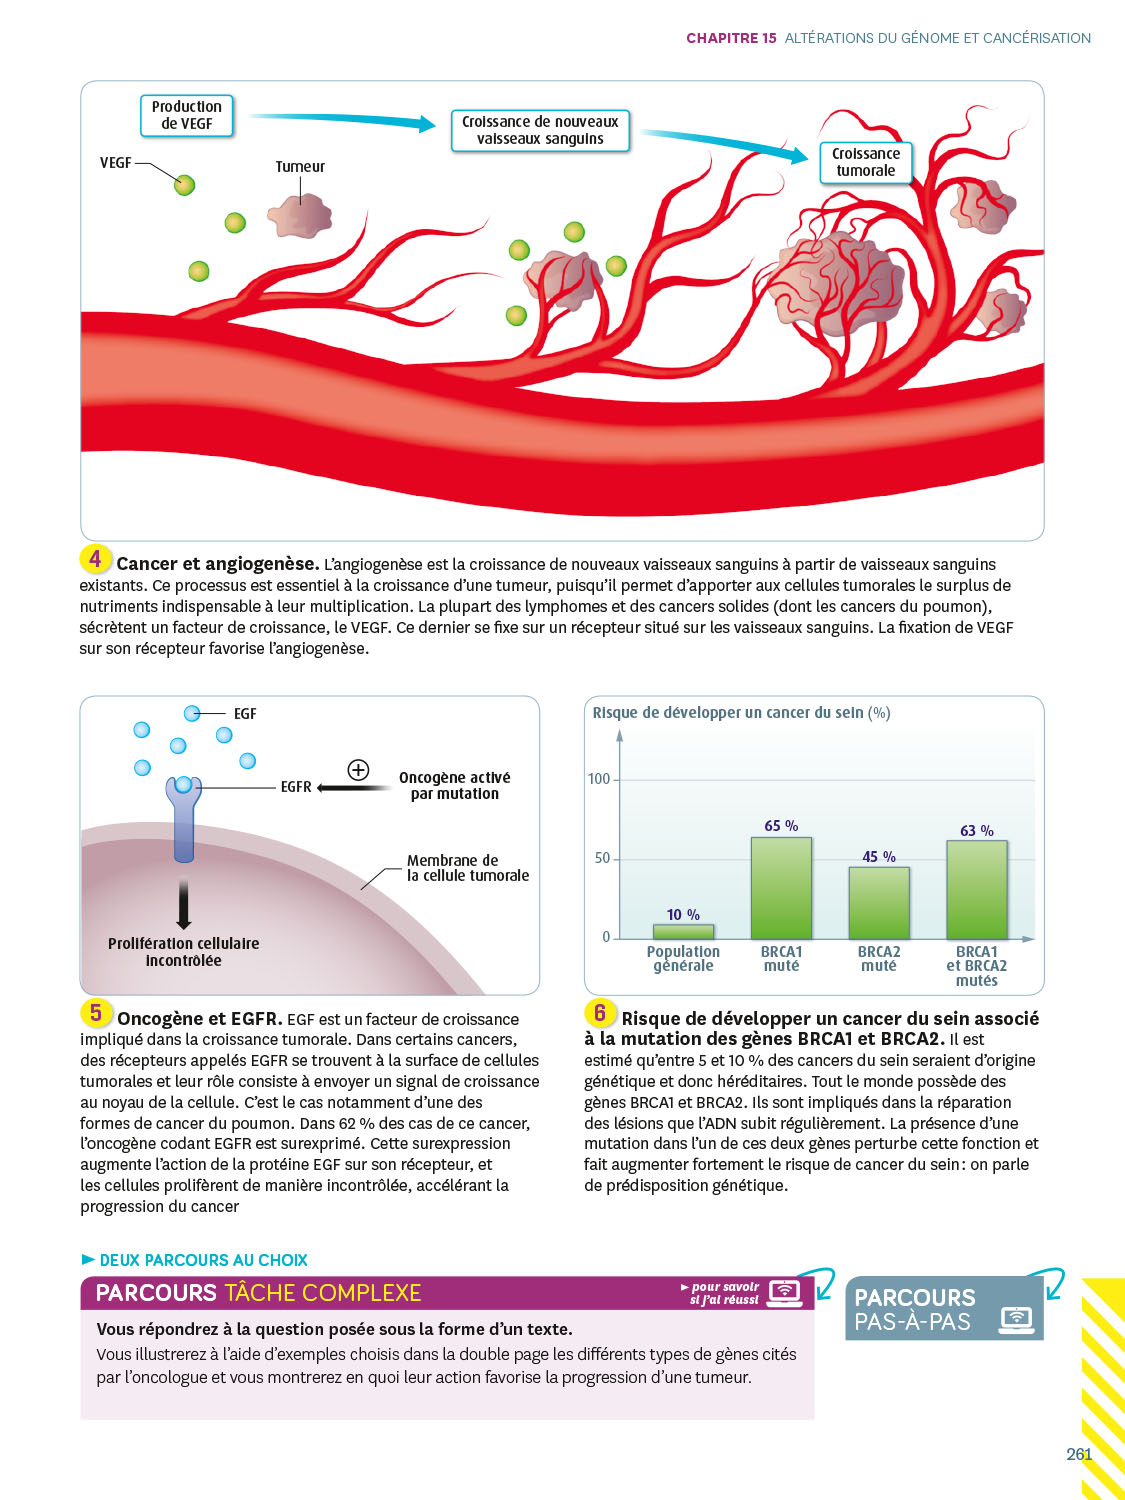 CHAPITRE 15 ALTÉRATIONS DU GÉNOME ET CANCÉRISATION
Production
de VEGF
Croissance de nouveaux
vaisseaux sanguins
Croissance
tumorale
VEGF
Tumeur
4 Cancer et angiogenèse. L’angiogenèse est la croissance de nouveaux vaisseaux sanguins à partir de vaisseaux sanguins
existants. Ce processus est essentiel à la croissance d’une tumeur, puisqu’il permet d’apporter aux cellules tumorales le surplus de
nutriments indispensable à leur multiplication. La plupart des lymphomes et des cancers solides (dont les cancers du poumon),
sécrètent un facteur de croissance, le VEGF. Ce dernier se fixe sur un récepteur situé sur les vaisseaux sanguins. La fixation de VEGF
sur son récepteur favorise l’angiogenèse.
EGF
EGFR
+
Oncogène activé
par mutation
Membrane de
la cellule tumorale
Prolifération cellulaire
incontrôlée
5 Oncogène et EGFR. EGF est un facteur de croissance
impliqué dans la croissance tumorale. Dans certains cancers,
des récepteurs appelés EGFR se trouvent à la surface de cellules
tumorales et leur rôle consiste à envoyer un signal de croissance
au noyau de la cellule. C’est le cas notamment d’une des
formes de cancer du poumon. Dans 62 % des cas de ce cancer,
l’oncogène codant EGFR est surexprimé. Cette surexpression
augmente l’action de la protéine EGF sur son récepteur, et
les cellules prolifèrent de manière incontrôlée, accélérant la
progression du cancer
Risque de développer un cancer du sein (%)
100
50
0
10 %
65 %
45 %
63 %
Population
générale
BRCA1
muté
BRCA2
muté
BRCA1
et BRCA2
mutés
6 Risque de développer un cancer du sein associé
à la mutation des gènes BRCA1 et BRCA2. Il est
estimé qu’entre 5 et 10 % des cancers du sein seraient d’origine
génétique et donc héréditaires. Tout le monde possède des
gènes BRCA1 et BRCA2. Ils sont impliqués dans la réparation
des lésions que l’ADN subit régulièrement. La présence d’une
mutation dans l’un de ces deux gènes perturbe cette fonction et
fait augmenter fortement le risque de cancer du sein : on parle
de prédisposition génétique.
► DEUX PARCOURS AU CHOIX
PARCOURS TÂCHE COMPLEXE
► pour savoir
si j’ai réussi
Vous répondrez à la question posée sous la forme d’un texte.
Vous illustrerez à l’aide d’exemples choisis dans la double page les différents types de gènes cités
par l’oncologue et vous montrerez en quoi leur action favorise la progression d’une tumeur.
PARCOURS
PAS-À-PAS
261